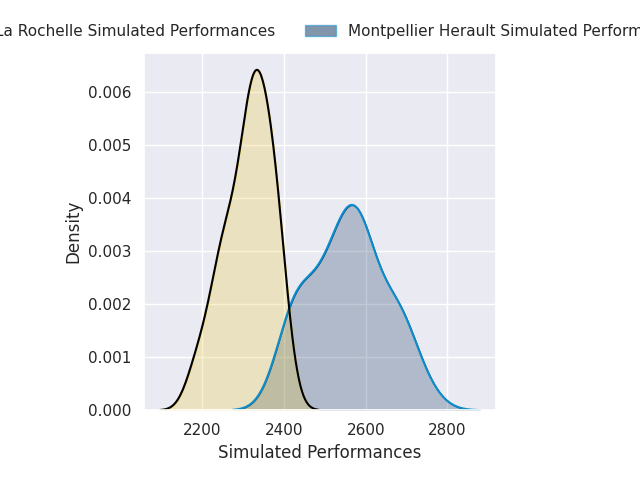 La Rochelle Simulated Performances
Montpellier Herault Simulated Perform
0.006
0.005
0.004
0.003
0.002
0.001
0.000
Density
2200 2400 2600 2800
Simulated Performances